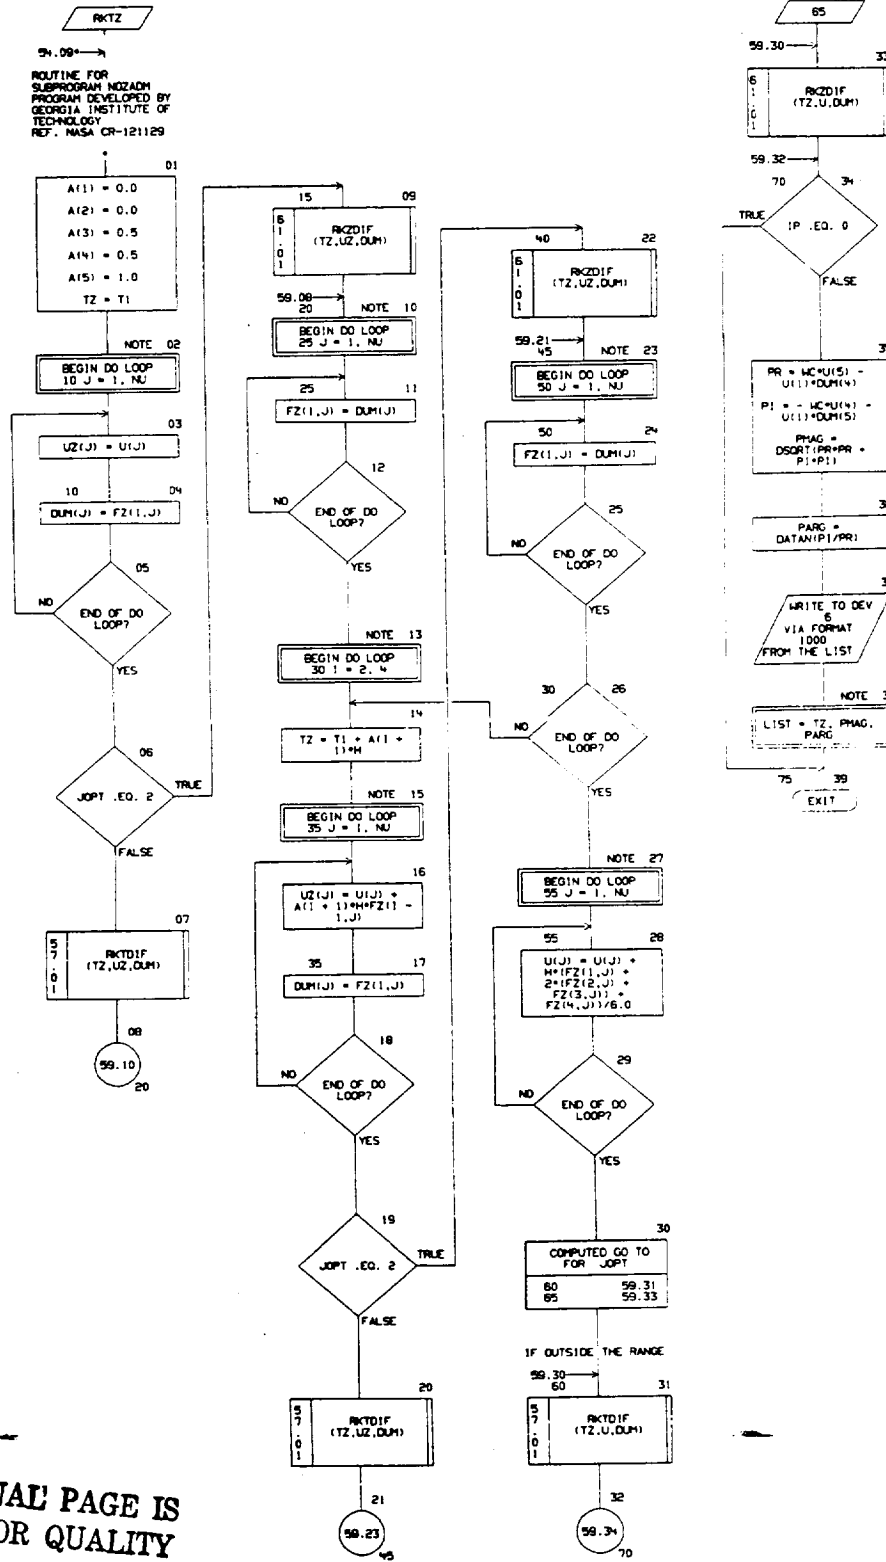 RKTZ
54.09*
ROUTINE FOR
SUBPROGRAM NOZADM
PROGRAM DEVELOPED BY
GEORGIA INSTITUTE OF
TECHNOLOGY
REF. NASA CR-121129
01
A(1) = 0.0
A(2) = 0.0
A(3) = 0.5
A(4) = 0.5
A(5) = 1.0
TZ = T1
NOTE 02
BEGIN DO LOOP
10 J = 1, NU
03
UZ(J) = U(J)
10 04
DUM(J) = FZ(1,J)
05
NO
END OF DO
LOOP?
YES
06
JOPT .EQ. 2
TRUE
FALSE
07
57.01
RKTDIF
(TZ,UZ,DUM)
08
59.10
20
15 09
61.01
RKZDIF
(TZ,UZ,DUM)
59.08
20 NOTE 10
BEGIN DO LOOP
25 J = 1, NU
25 11
FZ(1,J) = DUM(J)
12
NO
END OF DO
LOOP?
YES
NOTE 13
BEGIN DO LOOP
30 I = 2, 4
14
TZ = T1 + A(I +
1)*H
NOTE 15
BEGIN DO LOOP
35 J = 1, NU
16
UZ(J) = U(J) +
A(I + 1)*H*FZ(I -
1,J)
35 17
DUM(J) = FZ(I,J)
18
NO
END OF DO
LOOP?
YES
19
JOPT .EQ. 2
TRUE
FALSE
20
57.01
RKTDIF
(TZ,UZ,DUM)
21
59.23
45
40 22
61.01
RKZDIF
(TZ,UZ,DUM)
59.21
45 NOTE 23
BEGIN DO LOOP
50 J = 1, NU
50 24
FZ(I,J) = DUM(J)
25
NO
END OF DO
LOOP?
YES
30 26
NO
END OF DO
LOOP?
YES
NOTE 27
BEGIN DO LOOP
55 J = 1, NU
55 28
U(J) = U(J) +
H*(FZ(1,J) +
2*(FZ(2,J) +
FZ(3,J)) +
FZ(4,J))/6.0
29
NO
END OF DO
LOOP?
YES
30
COMPUTED GO TO
FOR JOPT
60 59.31
65 59.33
IF OUTSIDE THE RANGE
59.30
60 31
57.01
RKTDIF
(TZ,U,DUM)
32
59.34
70
65
59.30
61.01
RKZDIF
(TZ,U,DUM)
59.32
70 34
TRUE
IP .EQ. 0
FALSE
PR = WC*U(5) -
U(1)*DUM(4)
PI = - WC*U(4) -
U(1)*DUM(5)
PMAG =
DSQRT(PR*PR +
PI*PI)
PARG =
DATAN(PI/PR)
WRITE TO DEV
6
VIA FORMAT
1000
FROM THE LIST
NOTE
LIST = TZ, PMAG,
PARG
75 39
EXIT
PAGE IS
QUALITY